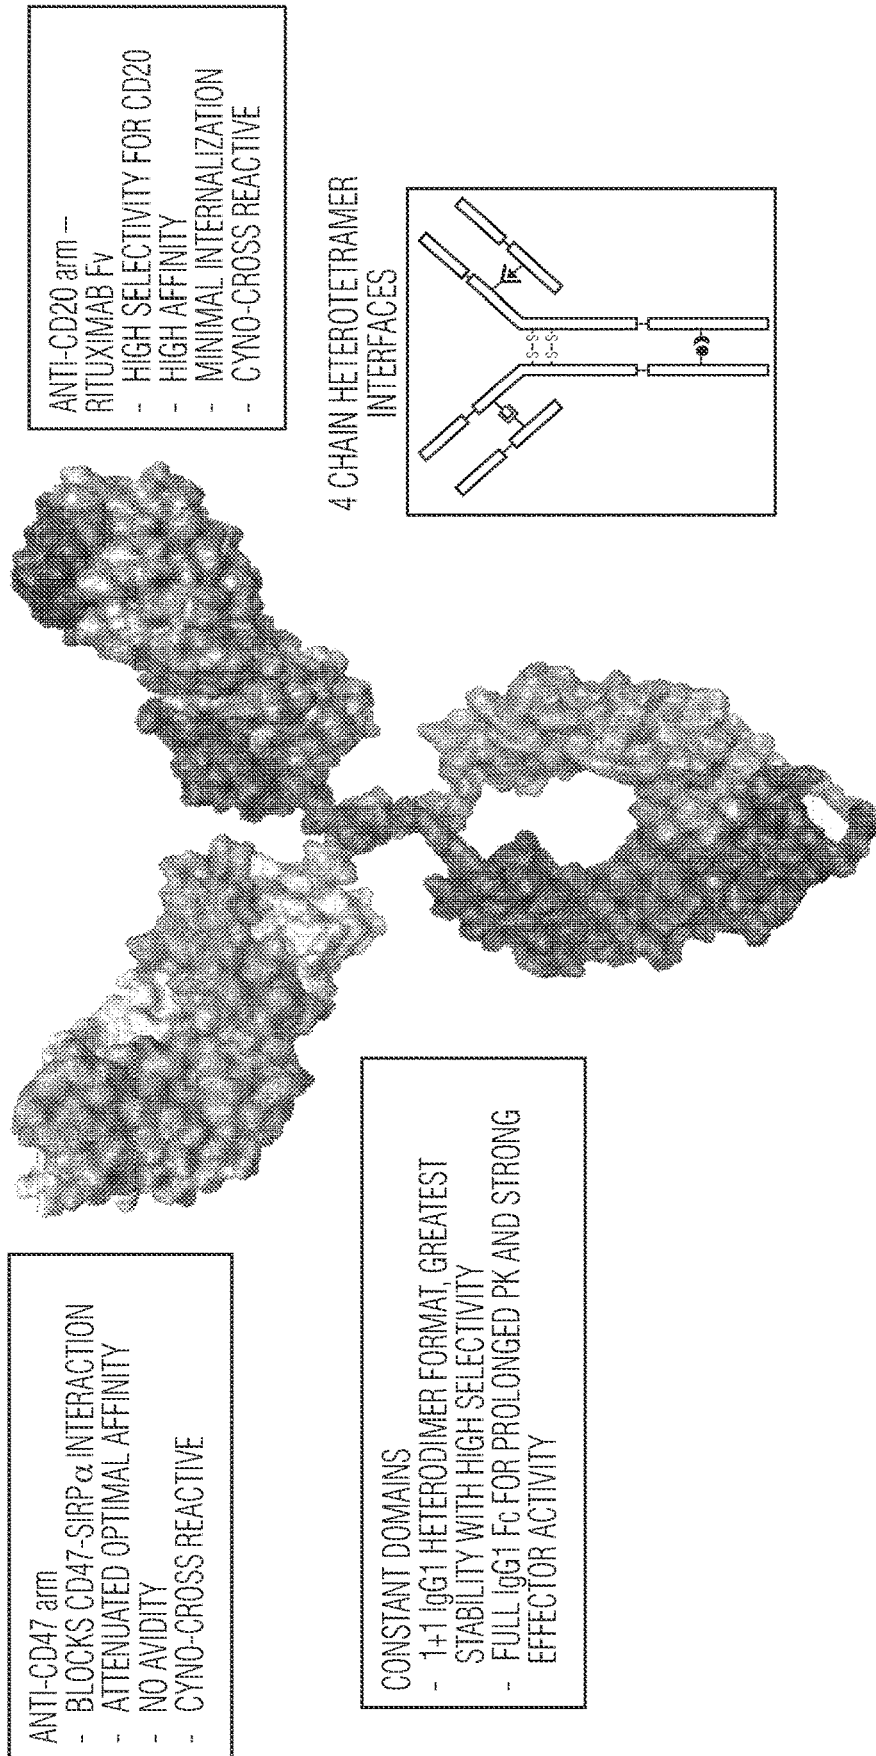 ANTI-CD47 arm
- BLOCKS CD47-SIRPα INTERACTION
- ATTENUATED OPTIMAL AFFINITY
- NO AVIDITY
- CYNO-CROSS REACTIVE
CONSTANT DOMAINS
- 1+1 IgG1 HETERODIMER FORMAT, GREATEST
STABILITY WITH HIGH SELECTIVITY
- FULL IgG1 Fc FOR PROLONGED PK AND STRONG
EFFECTOR ACTIVITY
ANTI-CD20 arm –
RITUXIMAB Fv
- HIGH SELECTIVITY FOR CD20
- HIGH AFFINITY
- MINIMAL INTERNALIZATION
- CYNO-CROSS REACTIVE
4 CHAIN HETEROTETRAMER
INTERFACES
-S-S-
-S-S-